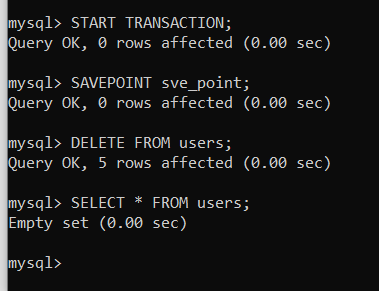 mysql> START TRANSACTION;
Query OK, 0 rows affected (0.00 sec)
mysql> SAVEPOINT sve_point;
Query OK, 0 rows affected (0.00 sec)
mysql> DELETE FROM users;
Query OK, 5 rows affected (0.00 sec)
mysql> SELECT * FROM users;
Empty set (0.00 sec)
mysql>